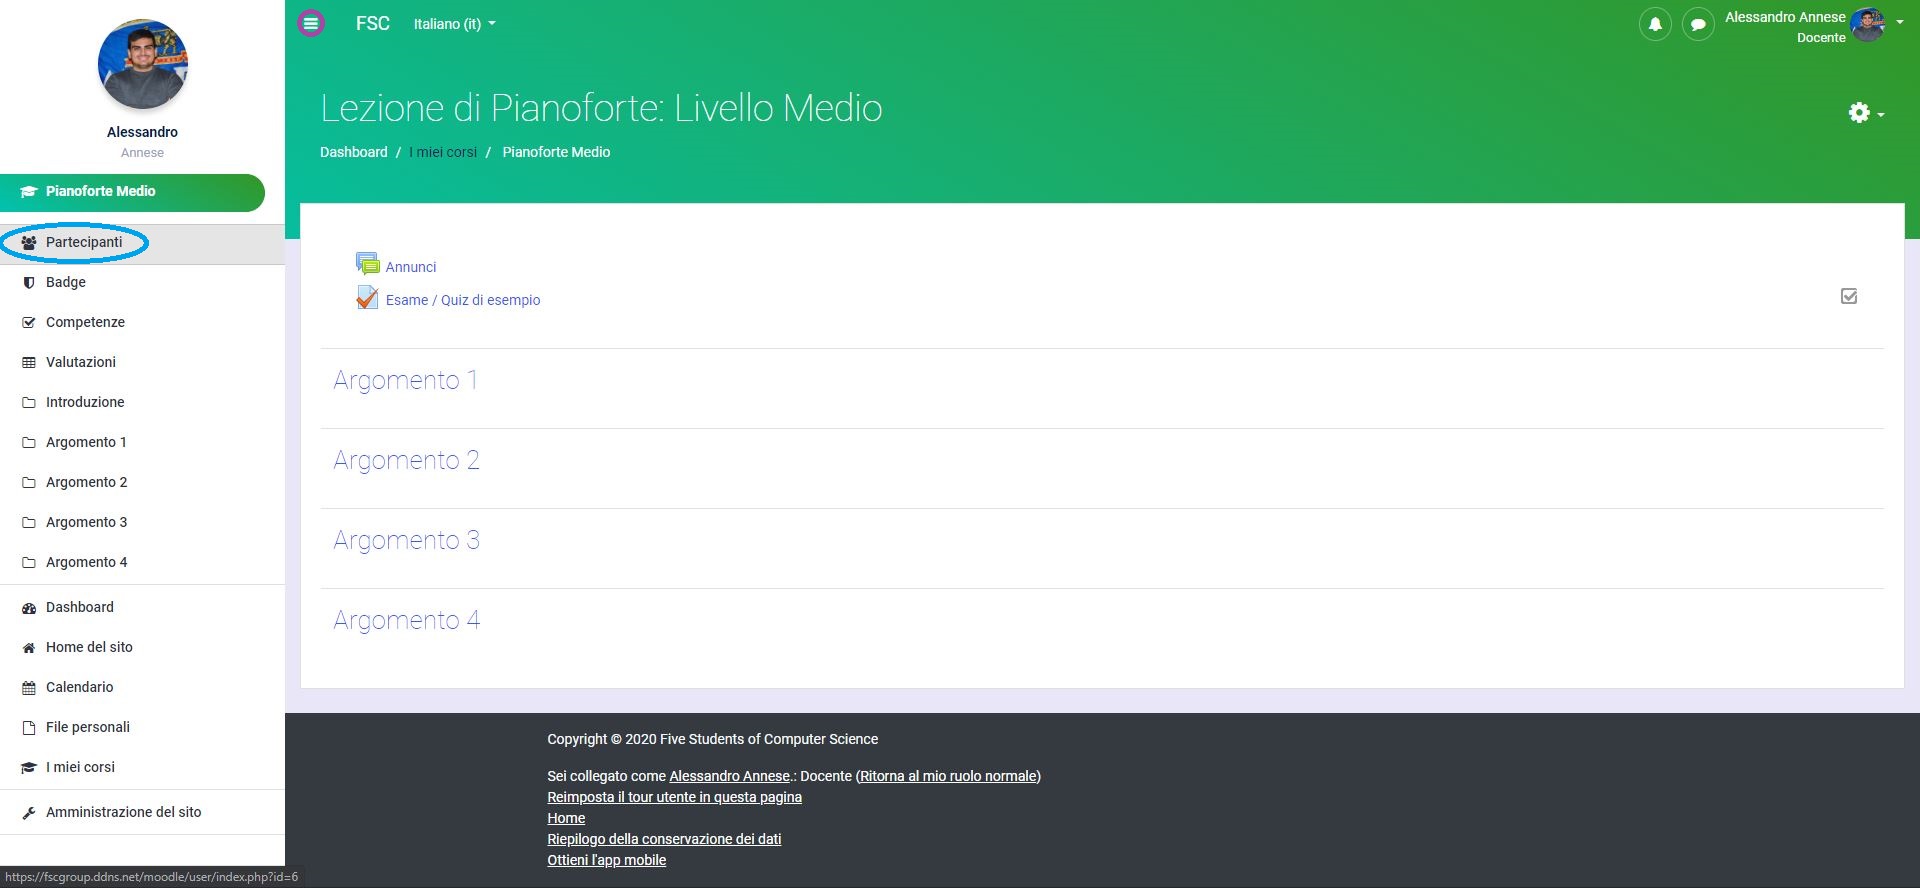 FSC
Italiano (it)
Alessandro Annese
Docente
Alessandro
Annese
Pianoforte Medio
Partecipanti
Badge
Competenze
Valutazioni
Introduzione
Argomento 1
Argomento 2
Argomento 3
Argomento 4
Dashboard
Home del sito
Calendario
File personali
I miei corsi
Amministrazione del sito
Lezione di Pianoforte: Livello Medio
Dashboard / I miei corsi / Pianoforte Medio
Annunci
Esame / Quiz di esempio
Argomento 1
Argomento 2
Argomento 3
Argomento 4
Copyright © 2020 Five Students of Computer Science
Sei collegato come Alessandro Annese.: Docente (Ritorna al mio ruolo normale)
Reimposta il tour utente in questa pagina
Home
Riepilogo della conservazione dei dati
Ottieni l'app mobile
https://fscgroup.ddns.net/moodle/user/index.php?id=6